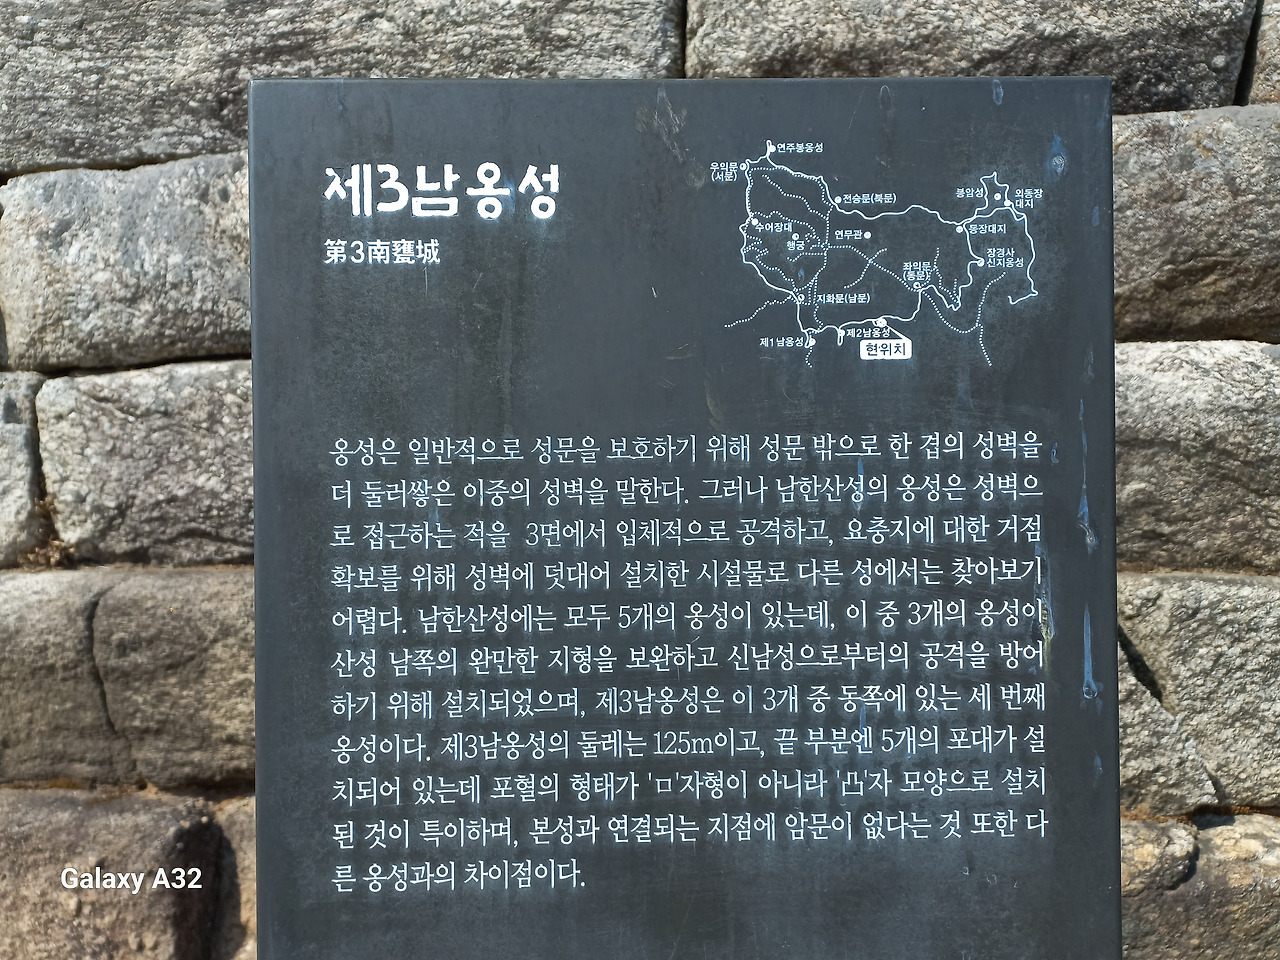 제3남옹성
第3南甕城
연주봉옹성
우익문
(서문)
전승문(북문)
봉암성
외동장
대지
수어장대
행궁
연무관
동장대지
장경사
신지옹성
좌익문
(동문)
지화문(남문)
제1남옹성
제2남옹성
현위치
옹성은 일반적으로 성문을 보호하기 위해 성문 밖으로 한 겹의 성벽을
더 둘러쌓은 이중의 성벽을 말한다. 그러나 남한산성의 옹성은 성벽으
로 접근하는 적을 3면에서 입체적으로 공격하고, 요충지에 대한 거점
확보를 위해 성벽에 덧대어 설치한 시설물로 다른 성에서는 찾아보기
어렵다. 남한산성에는 모두 5개의 옹성이 있는데, 이 중 3개의 옹성이
산성 남쪽의 완만한 지형을 보완하고 신남성으로부터의 공격을 방어
하기 위해 설치되었으며, 제3남옹성은 이 3개 중 동쪽에 있는 세 번째
옹성이다. 제3남옹성의 둘레는 125m이고, 끝 부분엔 5개의 포대가 설
치되어 있는데 포혈의 형태가 'ㅁ'자형이 아니라 '凸'자 모양으로 설치
된 것이 특이하며, 본성과 연결되는 지점에 암문이 없다는 것 또한 다
른 옹성과의 차이점이다.
Galaxy A32